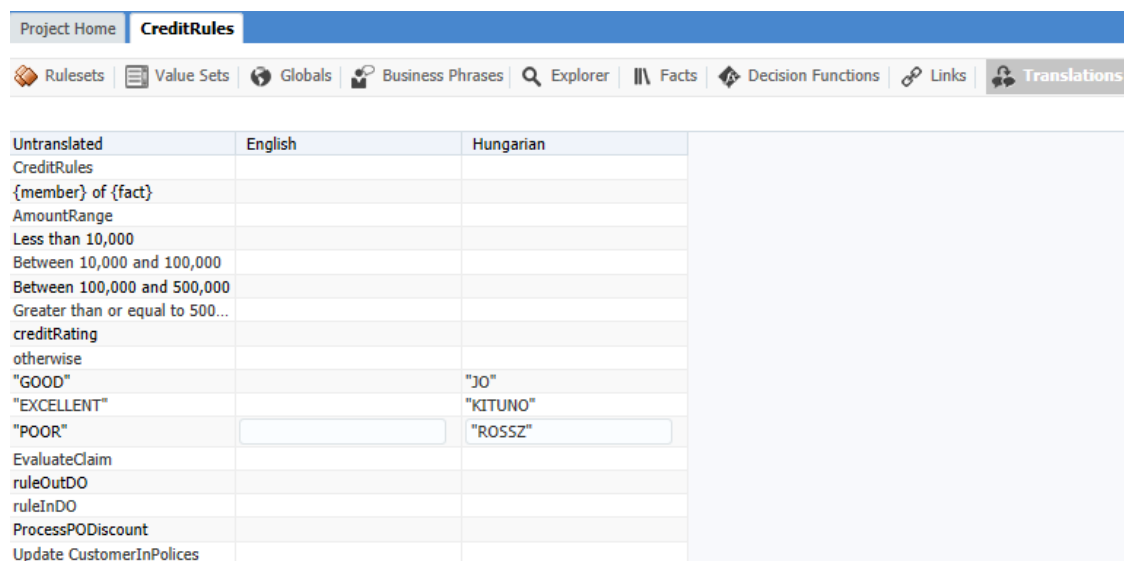 Project Home CreditRules
Rulesets Value Sets Globals Business Phrases Explorer Facts Decision Functions Links Translations
Untranslated English Hungarian
CreditRules
{member} of {fact}
AmountRange
Less than 10,000
Between 10,000 and 100,000
Between 100,000 and 500,000
Greater than or equal to 500...
creditRating
otherwise
"GOOD" "JO"
"EXCELLENT" "KITUNO"
"POOR" "ROSSZ"
EvaluateClaim
ruleOutDO
ruleInDO
ProcessPODiscount
Update CustomerInPolices